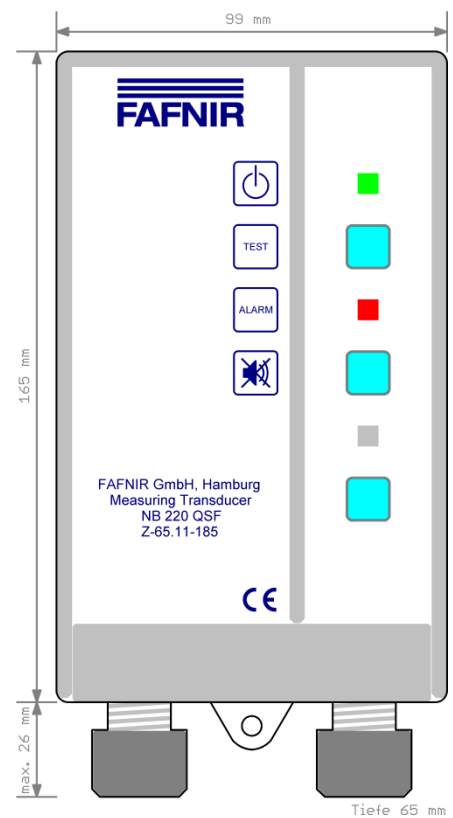 99 mm
FAFNIR
TEST
ALARM
165 mm
FAFNIR GmbH, Hamburg
Measuring Transducer
NB 220 QSF
Z-65.11-185
CE
max. 26 mm
Tiefe 65 mm